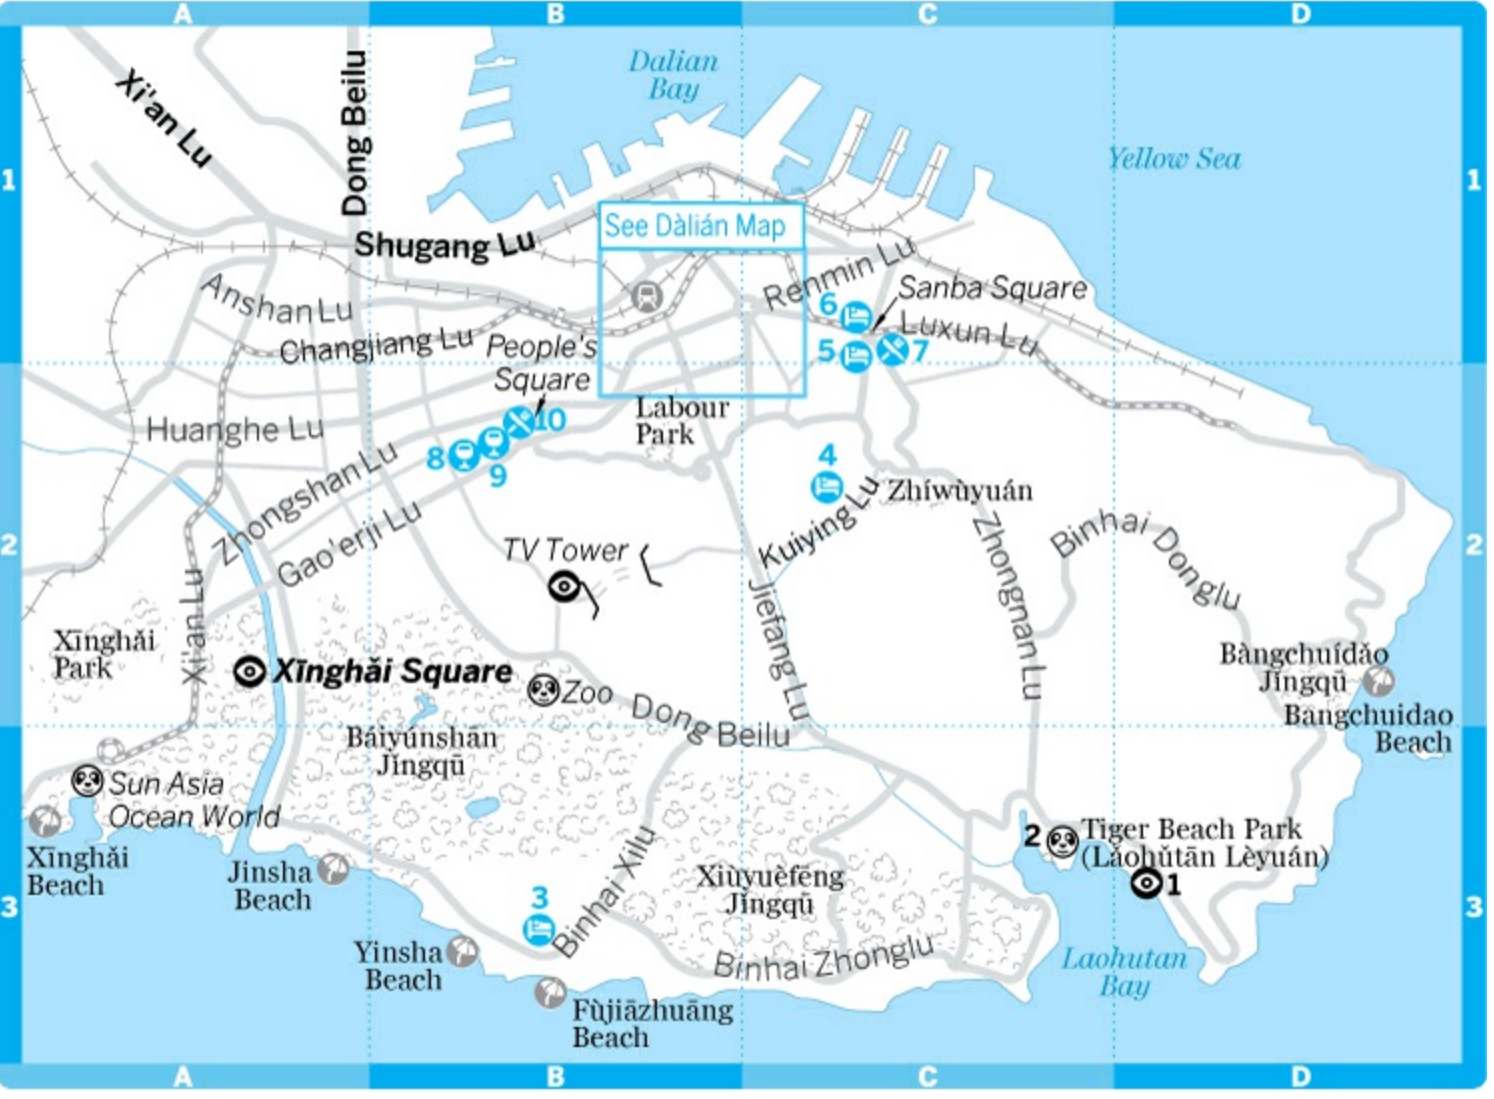 A
B
C
D
Dalian
Bay
Yellow Sea
Xi'an Lu
Dong Beilu
1
1
See Dàlián Map
Shugang Lu
Renmin Lu
Sanba Square
Anshan Lu
6
Luxun Lu
Changjiang Lu
People's
Square
5
7
Labour
Park
Huanghe Lu
10
8
9
4
Zhíwùyuán
Zhongshan Lu
Gao'erji Lu
Kuiying Lu
Binhai Donglu
2
2
TV Tower
Zhongnan Lu
Jiefang Lu
Xi'an Lu
Xīnghǎi
Park
Xīnghǎi Square
Zoo
Dong Beilu
Bàngchuídǎo
Jǐngqū
Bangchuidao
Beach
Báiyúnshān
Jǐngqū
Sun Asia
Ocean World
Xīnghǎi
Beach
Jinsha
Beach
2
Tiger Beach Park
(Lǎohǔtān Lèyuán)
1
Binhai Xilu
Xiùyuèfēng
Jǐngqū
3
3
3
Yinsha
Beach
Binhai Zhonglu
Laohutan
Bay
Fùjiāzhuāng
Beach
A
B
C
D